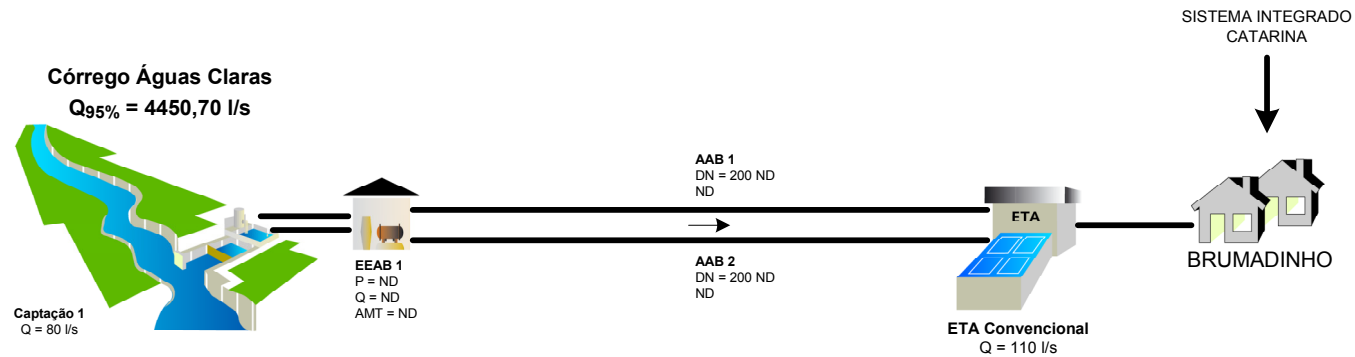 SISTEMA INTEGRADO
CATARINA
Córrego Águas Claras
Q95% = 4450,70 l/s
AAB 1
DN = 200 ND
ND
ETA
AAB 2
DN = 200 ND
ND
BRUMADINHO
EEAB 1
P = ND
Q = ND
AMT = ND
Captação 1
Q = 80 l/s
ETA Convencional
Q = 110 l/s